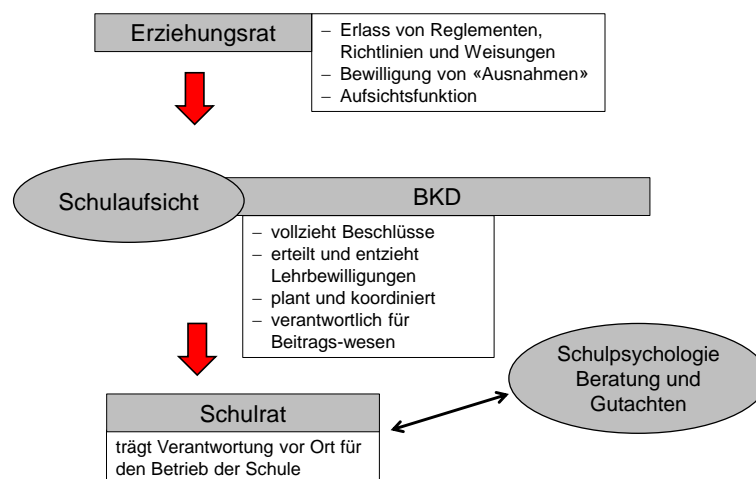 Erziehungsrat
– Erlass von Reglementen,
Richtlinien und Weisungen
– Bewilligung von «Ausnahmen»
– Aufsichtsfunktion
Schulaufsicht
BKD
– vollzieht Beschlüsse
– erteilt und entzieht
Lehrbewilligungen
– plant und koordiniert
– verantwortlich für
Beitrags-wesen
Schulpsychologie
Beratung und
Gutachten
Schulrat
trägt Verantwortung vor Ort für
den Betrieb der Schule